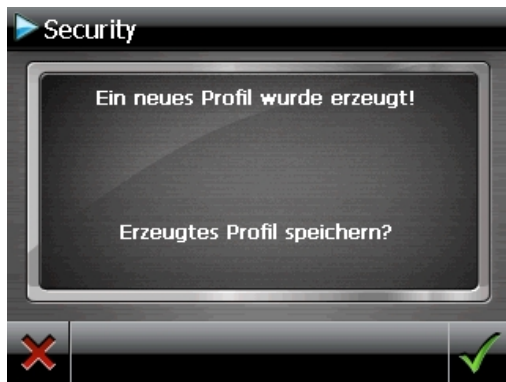 Security
Ein neues Profil wurde erzeugt!
Erzeugtes Profil speichern?